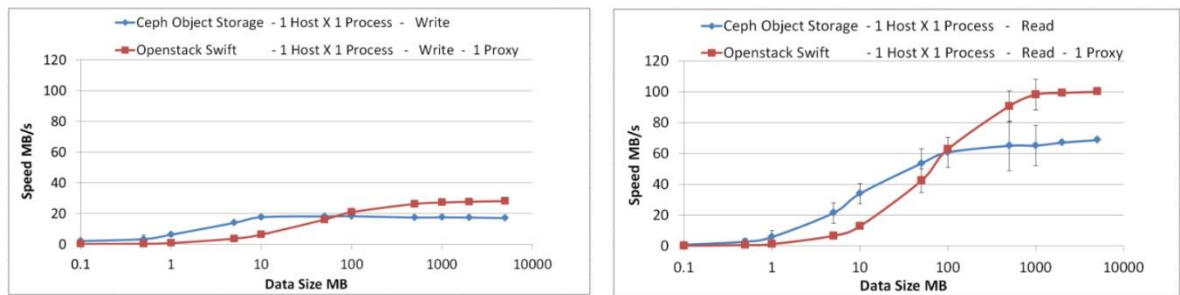 Ceph Object Storage - 1 Host X 1 Process - Write
Openstack Swift - 1 Host X 1 Process - Write - 1 Proxy
120
100
80
60
40
20
0
Speed MB/s
0.1 1 10 100 1000 10000
Data Size MB
Ceph Object Storage - 1 Host X 1 Process - Read
Openstack Swift - 1 Host X 1 Process - Read - 1 Proxy
120
100
80
60
40
20
0
Speed MB/s
0.1 1 10 100 1000 10000
Data Size MB